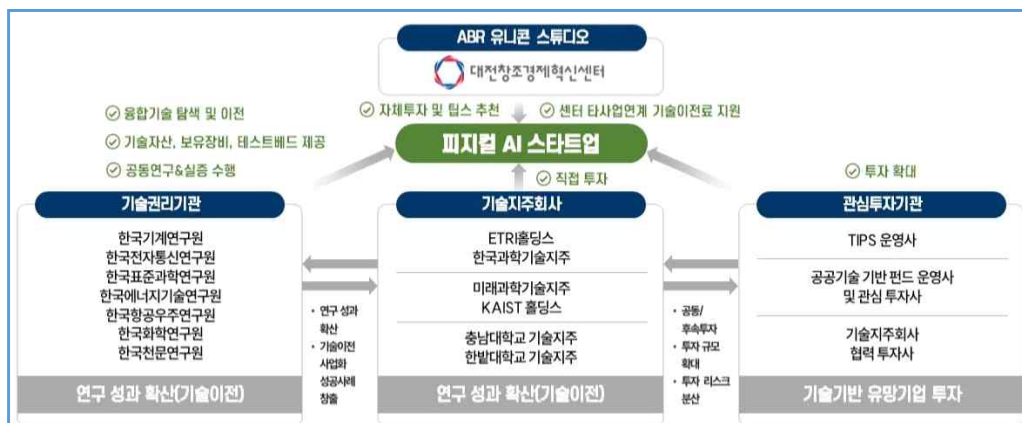 ABR 유니콘 스튜디오
대전창조경제혁신센터
융합기술 탐색 및 이전
자체투자 및 팁스 추천
센터 타사업연계 기술이전료 지원
기술자산, 보유장비, 테스트베드 제공
피지컬 AI 스타트업
공동연구&실증 수행
직접 투자
투자 확대
기술권리기관
한국기계연구원
한국전자통신연구원
한국표준과학연구원
한국에너지기술연구원
한국항공우주연구원
한국화학연구원
한국천문연구원
연구 성과 확산(기술이전)
• 연구 성과
확산
• 기술이전
사업화
성공사례
창출
기술지주회사
ETRI홀딩스
한국과학기술지주
미래과학기술지주
KAIST 홀딩스
충남대학교 기술지주
한밭대학교 기술지주
연구 성과 확산(기술이전)
• 공동/
후속투자
• 투자 규모
확대
• 투자 리스크
분산
관심투자기관
TIPS 운영사
공공기술 기반 펀드 운영사
및 관심 투자사
기술지주회사
협력 투자사
기술기반 유망기업 투자